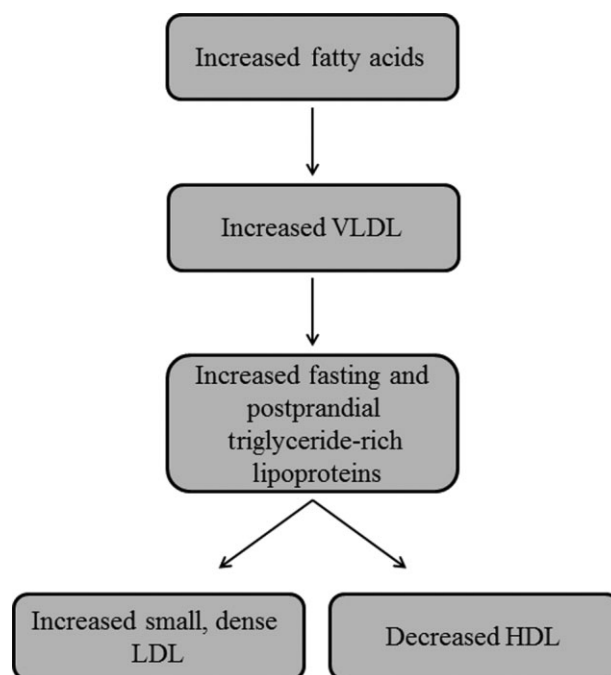 Increased fatty acids
Increased VLDL
Increased fasting and
postprandial
triglyceride-rich
lipoproteins
Increased small, dense
LDL
Decreased HDL